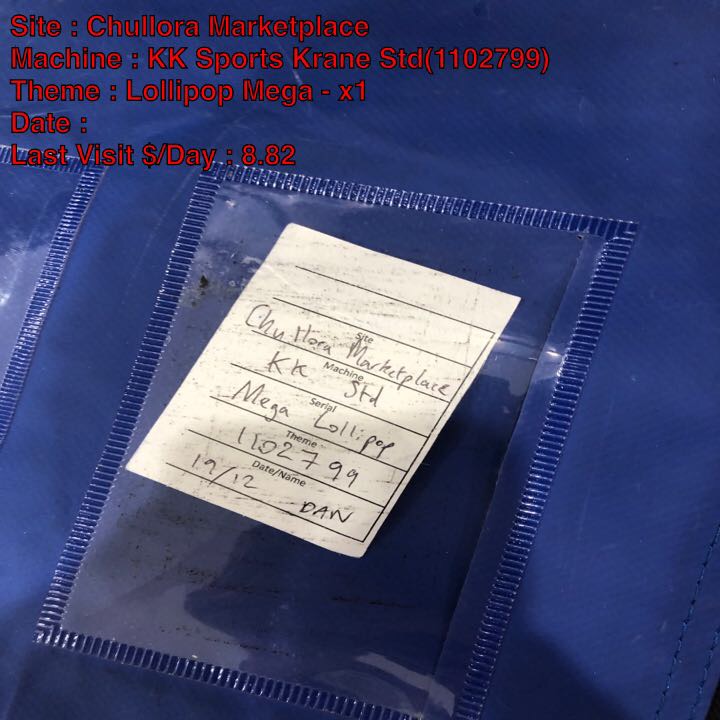 Site : Chullora Marketplace
Machine : KK Sports Krane Std(1102799)
Theme : Lollipop Mega - x1
Date :
Last Visit $/Day : 8.82
Site
Chullora Marketplace
Machine
KK Std
Serial
Mega Lollipop
Theme
1102799
Date/Name
19/12 DAN